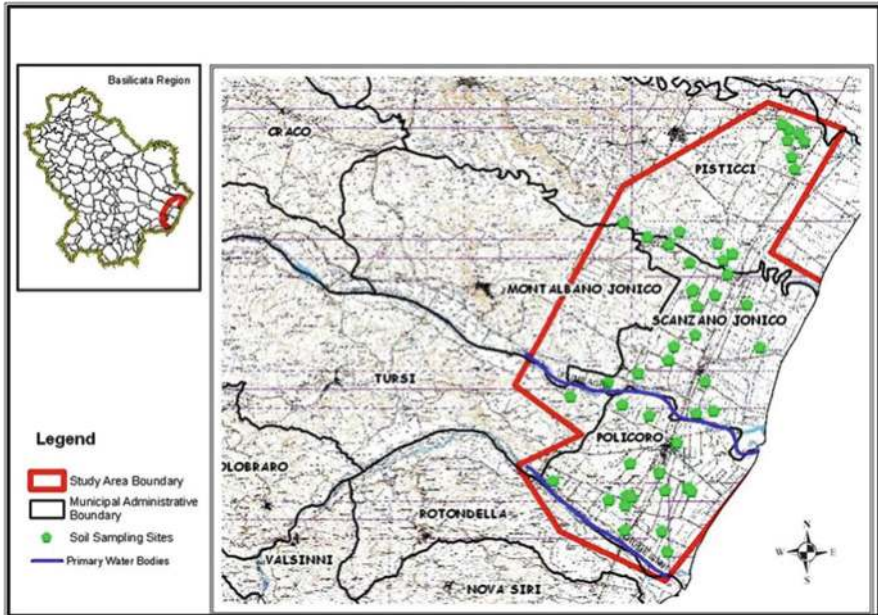 Basilicata Region
CRACO
PISTICCI
MONTALBANO JONICO
SCANZANO JONICO
TURSI
POLICORO
OLOBRARO
ROTONDELLA
VALSINNI
NOVA SIRI
Legend
Study Area Boundary
Municipal Administrative
Boundary
Soil Sampling Sites
Primary Water Bodies
N
W E
S